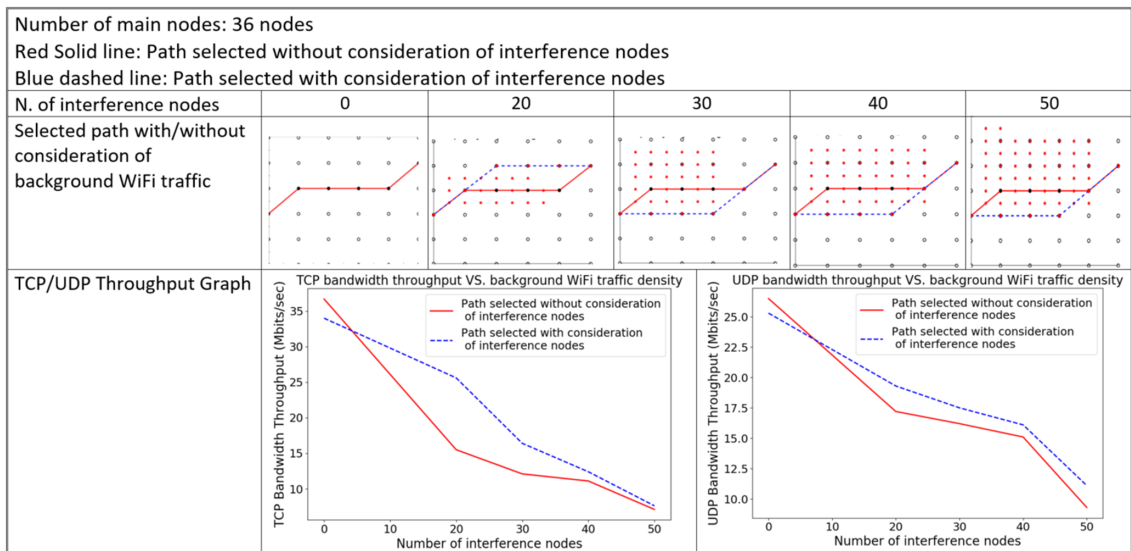 Number of main nodes: 36 nodes
Red Solid line: Path selected without consideration of interference nodes
Blue dashed line: Path selected with consideration of interference nodes
N. of interference nodes 0 20 30 40 50
Selected path with/without
consideration of
background WiFi traffic
TCP/UDP Throughput Graph
TCP bandwidth throughput VS. background WiFi traffic density
Path selected without consideration
of interference nodes
Path selected with consideration
of interference nodes
TCP Bandwidth Throughput (Mbits/sec)
35
30
25
20
15
10
0 10 20 30 40 50
Number of interference nodes
UDP bandwidth throughput VS. background WiFi traffic density
Path selected without consideration
of interference nodes
Path selected with consideration
of interference nodes
UDP Bandwidth Throughput (Mbits/sec)
25.0
22.5
20.0
17.5
15.0
12.5
10.0
0 10 20 30 40 50
Number of interference nodes